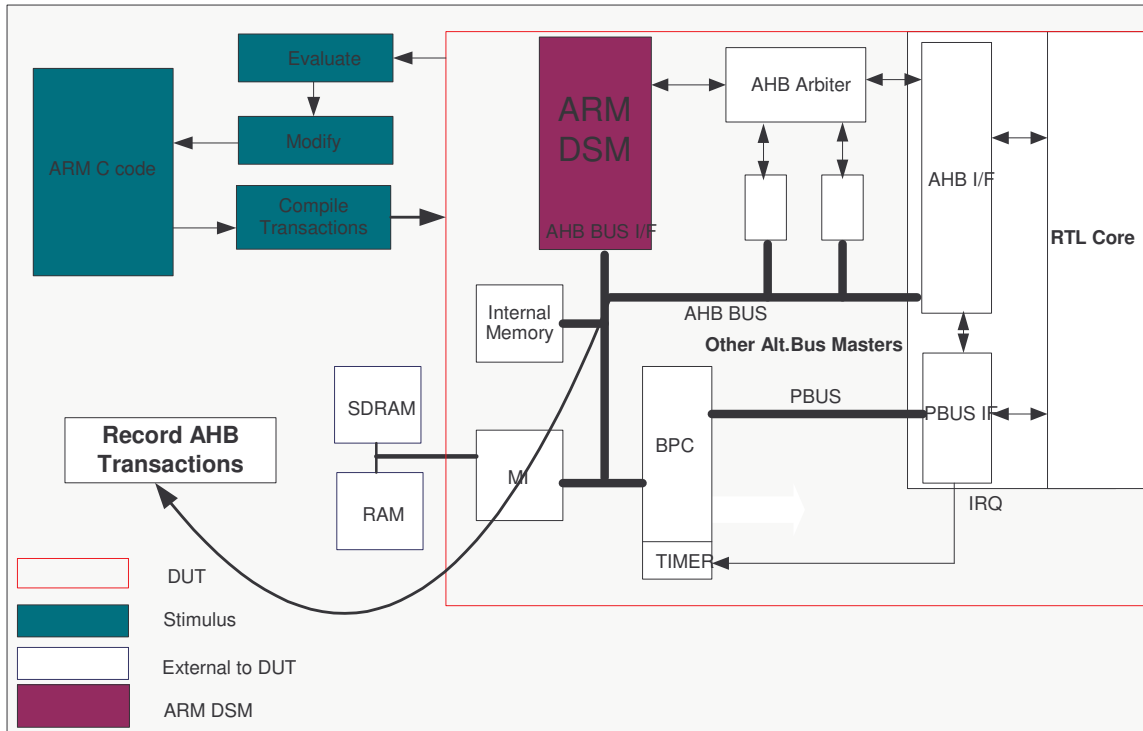 Evaluate
Modify
ARM C code
Compile
Transactions
ARM
DSM
AHB BUS I/F
AHB Arbiter
AHB I/F
RTL Core
Internal
Memory
AHB BUS
Other Alt.Bus Masters
SDRAM
RAM
MI
BPC
PBUS
PBUS IF
IRQ
TIMER
Record AHB
Transactions
DUT
Stimulus
External to DUT
ARM DSM